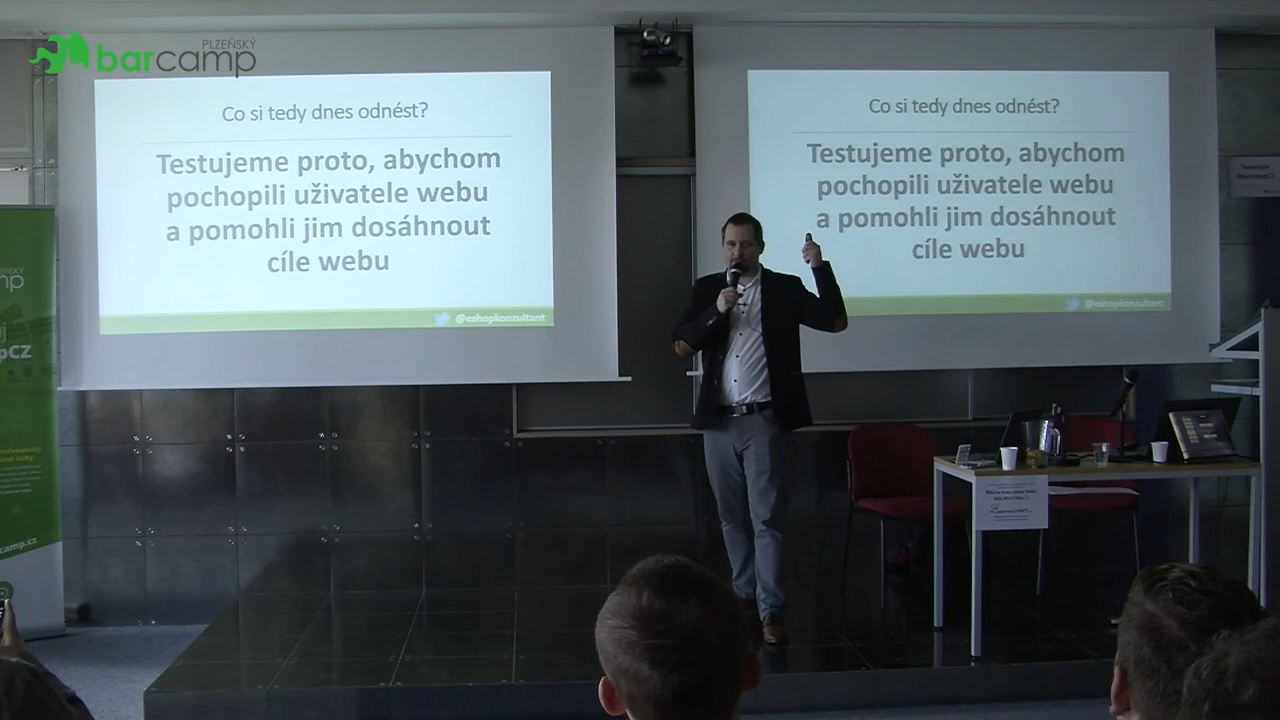 PLZEŇSKÝ
barcamp
Co si tedy dnes odnést?
Testujeme proto, abychom
pochopili uživatele webu
a pomohli jim dosáhnout
cíle webu
@eshopkonzultant
Co si tedy dnes odnést?
Testujeme proto, abychom
pochopili uživatele webu
a pomohli jim dosáhnout
cíle webu
@eshopkonzultant